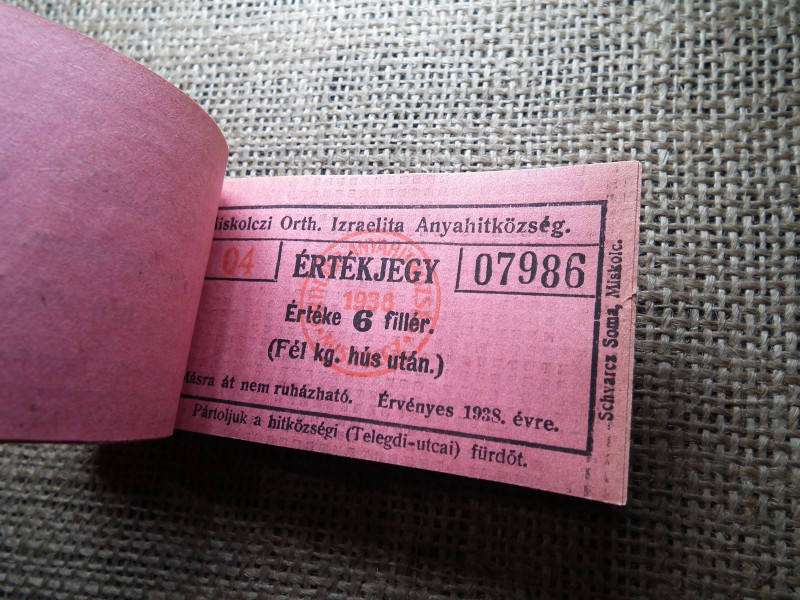 Miskolczi Orth. Izraelita Anyahitközség.
04 ÉRTÉKJEGY 07986
1938
Értéke 6 fillér.
(Fél kg. hús után.)
Másra át nem ruházható. Érvényes 1938. évre.
Pártoljuk a hitközségi (Telegdi-utcai) fürdőt.
Schvarcz Soma, Miskolc.